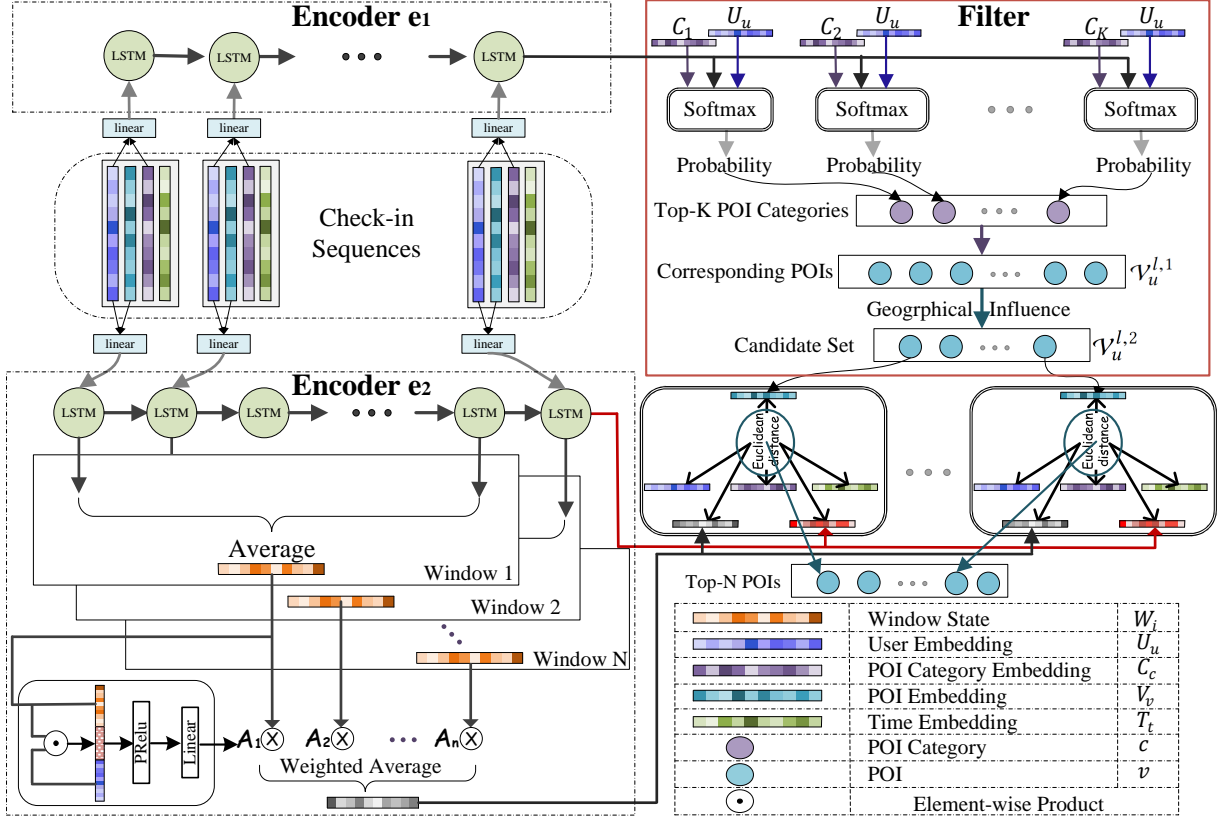 Encoder e1
LSTM
LSTM
LSTM
linear
linear
linear
Check-in
Sequences
linear
linear
linear
Encoder e2
LSTM
LSTM
LSTM
LSTM
LSTM
Average
Window 1
Window 2
Window N
PRelu
Linear
A1
A2
An
Weighted Average
Filter
C1
Uu
C2
Uu
CK
Uu
Softmax
Softmax
Softmax
Probability
Probability
Probability
Top-K POI Categories
Corresponding POIs
𝒱u^l,1
Geogrphical Influence
Candidate Set
𝒱u^l,2
Euclidean
distance
Euclidean
distance
Top-N POIs
Window State Wi
User Embedding Uu
POI Category Embedding Cc
POI Embedding Vv
Time Embedding Tt
POI Category c
POI v
Element-wise Product